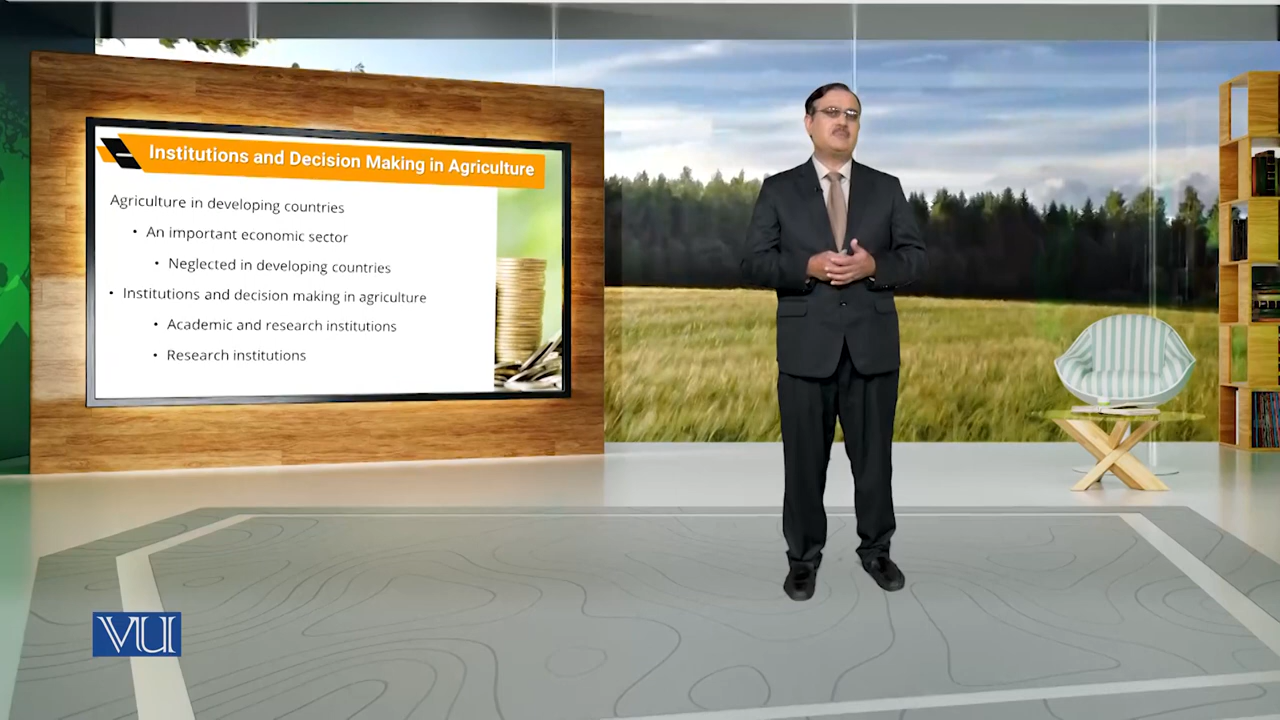 Institutions and Decision Making in Agriculture
Agriculture in developing countries
• An important economic sector
• Neglected in developing countries
• Institutions and decision making in agriculture
• Academic and research institutions
• Research institutions
VU